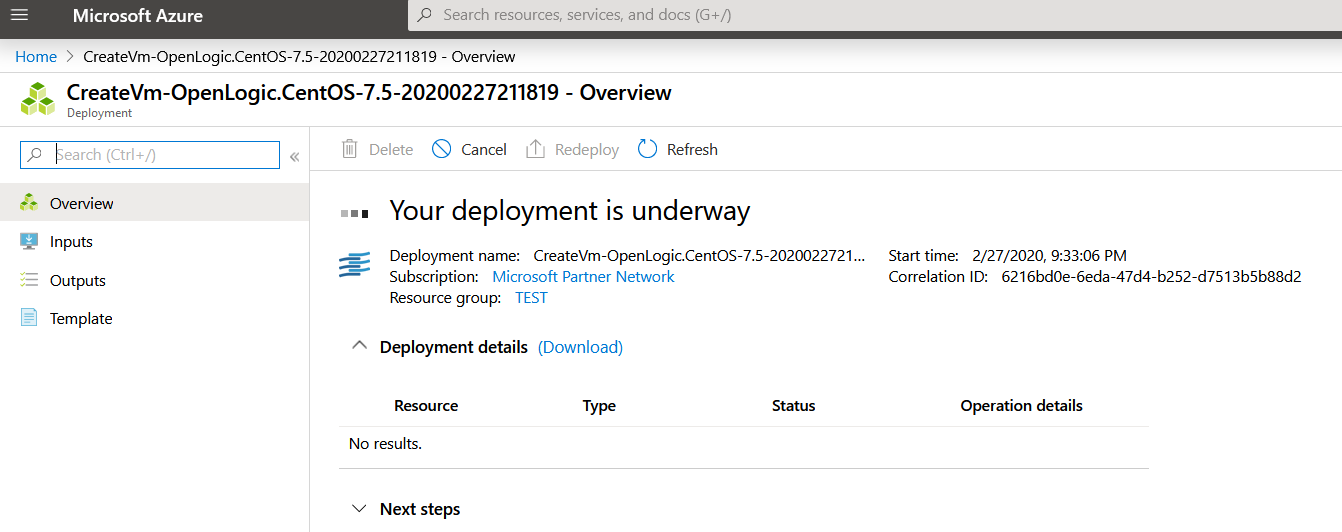 Microsoft Azure
Search resources, services, and docs (G+/)
Home > CreateVm-OpenLogic.CentOS-7.5-20200227211819 - Overview
CreateVm-OpenLogic.CentOS-7.5-20200227211819 - Overview
Deployment
Search (Ctrl+/) «
Delete Cancel Redeploy Refresh
Overview
Inputs
Outputs
Template
Your deployment is underway
Deployment name: CreateVm-OpenLogic.CentOS-7.5-2020022721... Start time: 2/27/2020, 9:33:06 PM
Subscription: Microsoft Partner Network Correlation ID: 6216bd0e-6eda-47d4-b252-d7513b5b88d2
Resource group: TEST
Deployment details (Download)
Resource Type Status Operation details
No results.
Next steps